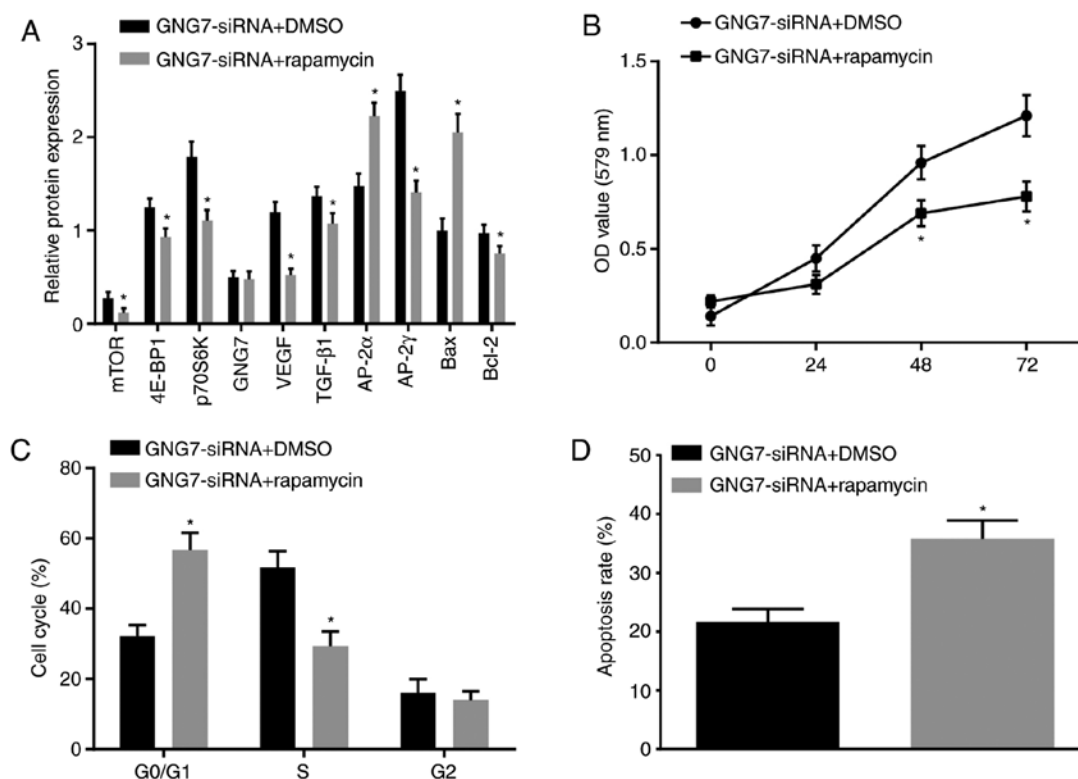 A
GNG7-siRNA+DMSO
GNG7-siRNA+rapamycin
Relative protein expression
3
2
1
0
* * * * * * * * *
mTOR
4E-BP1
p70S6K
GNG7
VEGF
TGF-β1
AP-2α
AP-2γ
Bax
Bcl-2
B
GNG7-siRNA+DMSO
GNG7-siRNA+rapamycin
OD value (579 nm)
1.5
1.0
0.5
0.0
* *
0 24 48 72
C
GNG7-siRNA+DMSO
GNG7-siRNA+rapamycin
Cell cycle (%)
80
60
40
20
0
* *
G0/G1 S G2
D
GNG7-siRNA+DMSO
GNG7-siRNA+rapamycin
Apoptosis rate (%)
50
40
30
20
10
0
*